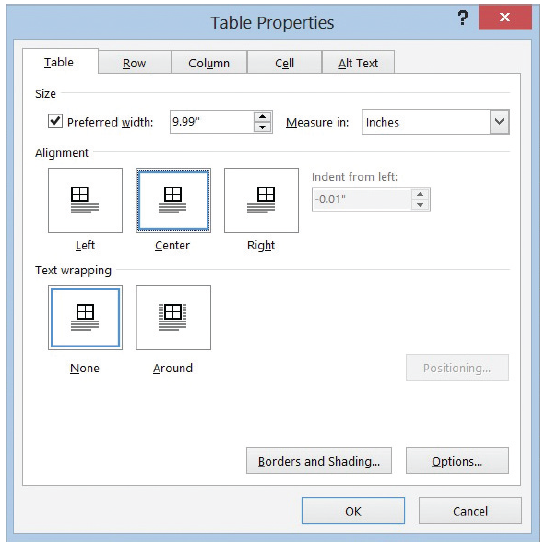 Table Properties
?
x
Table Row Column Cell Alt Text
Size
Preferred width: 9.99" Measure in: Inches
Alignment
Indent from left:
-0.01"
Left Center Right
Text wrapping
None Around
Positioning...
Borders and Shading... Options...
OK Cancel